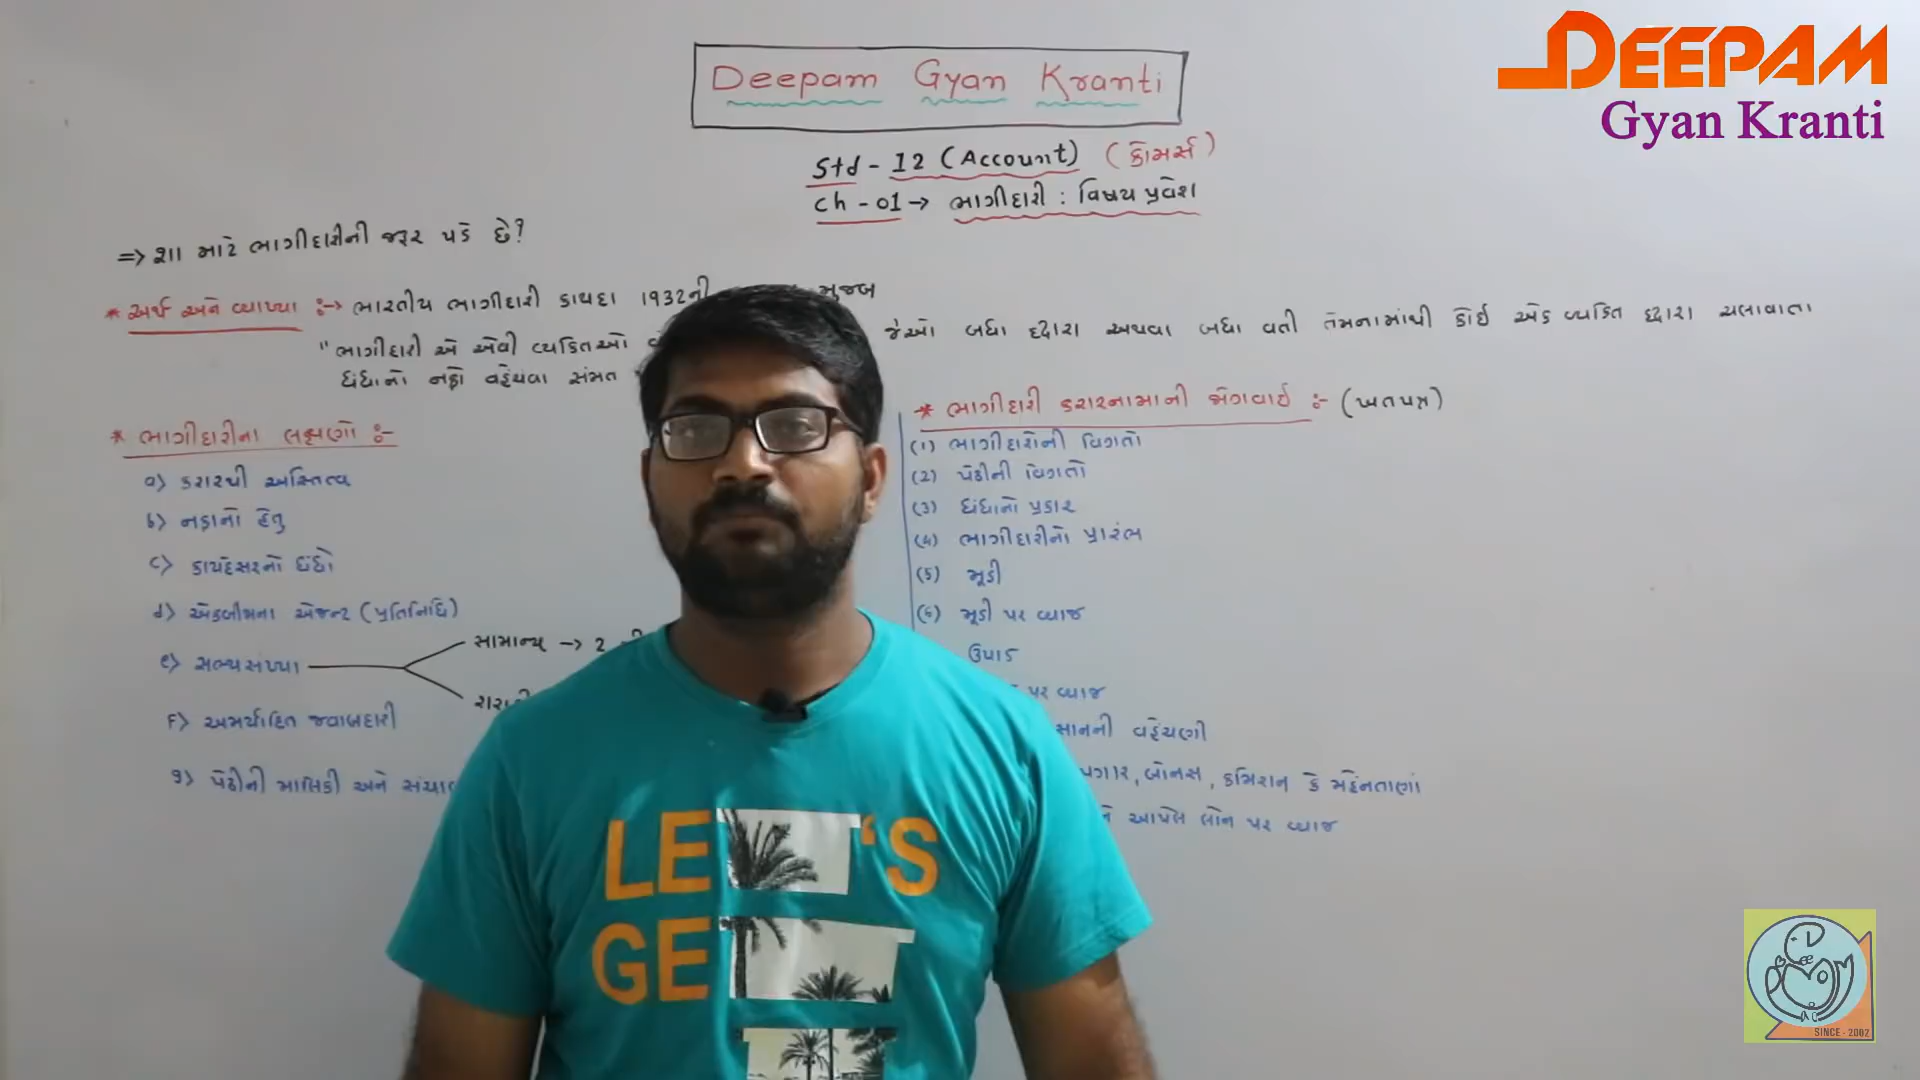 Deepam Gyan Kranti
DEEPAM
Gyan Kranti
Std - 12 (Account) (કોમર્સ)
Ch - 01 → ભાગીદારી : વિષય પ્રવેશ
=> શા માટે ભાગીદારીની જરૂર પડે છે?
* અર્થ અને વ્યાખ્યા :→ ભારતીય ભાગીદારી કાયદા 1932ની મુજબ
"ભાગીદારી એ એવી વ્યકિતઓ જેઓ બધા દ્વારા અથવા બધા વતી તેમનામાંથી કોઇ એક વ્યકિત દ્વારા ચલાવાતા
ધંધાનો નફો વહેંચવા સંમત
* ભાગીદારીના લક્ષણો :-
a) કરારથી અસ્તિત્વ
b) નફાનો હેતુ
c) કાયદેસરનો ધંધો
d) એકબીજાના એજન્ટ (પ્રતિનિધિ)
e) સભ્યસંખ્યા
સામાન્ય → 2
F) અમર્યાદિત જવાબદારી
g) પેઢીની માલિકી અને
* ભાગીદારી કરારનામાની જોગવાઇ :- (ખતપત્ર)
(1) ભાગીદારોની વિગતો
(2) પેઢીની વિગતો
(3) ધંધાનો પ્રકાર
(4) ભાગીદારીનો પ્રારંભ
(5) મૂડી
(6) મૂડી પર વ્યાજ
ઉપાડ
પર વ્યાજ
વહેંચણી
પગાર, બોનસ, કમિશન કે મહેનતાણાં
આપેલ લોન પર વ્યાજ
LET'S
GE
SINCE - 2002